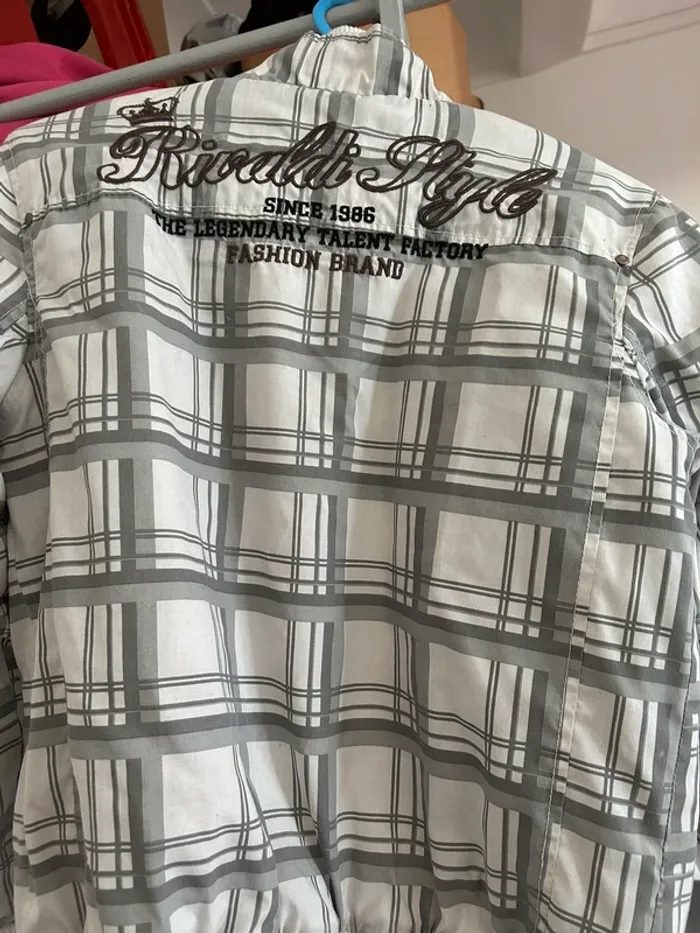 Rivaldi Style
SINCE 1986
THE LEGENDARY TALENT FACTORY
FASHION BRAND